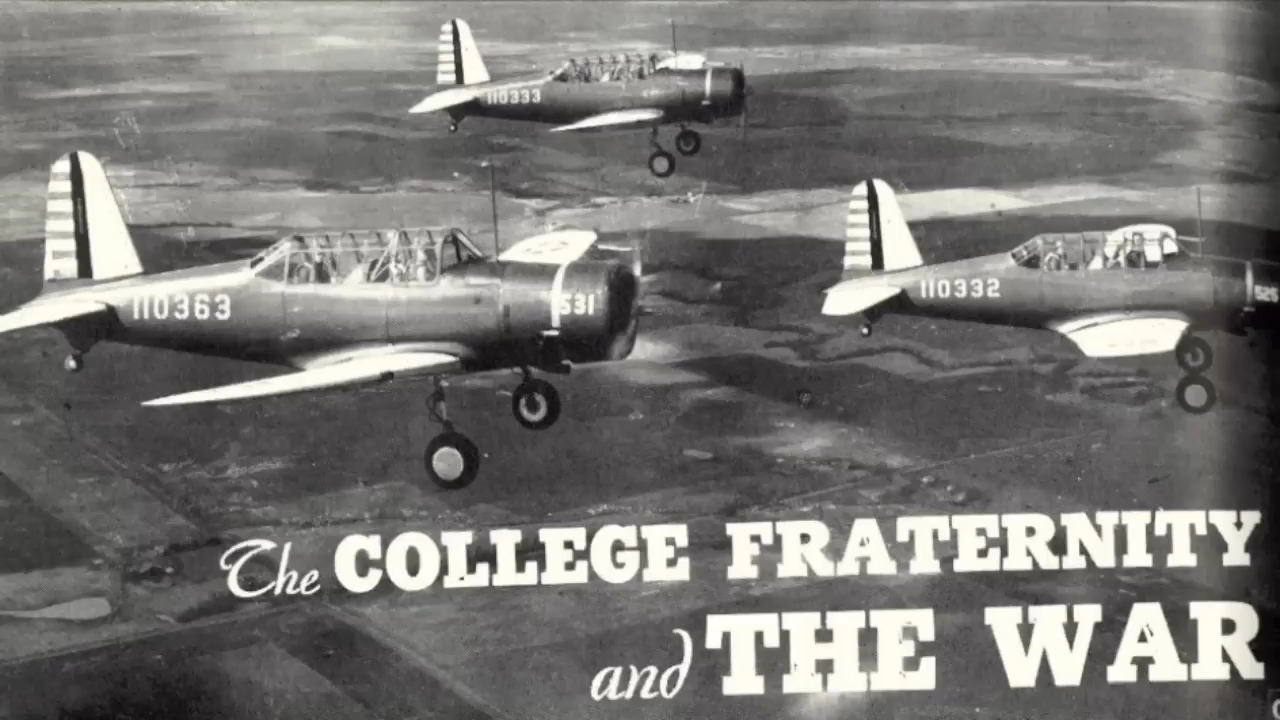 110333
110363
531
110332
The COLLEGE FRATERNITY
and THE WAR